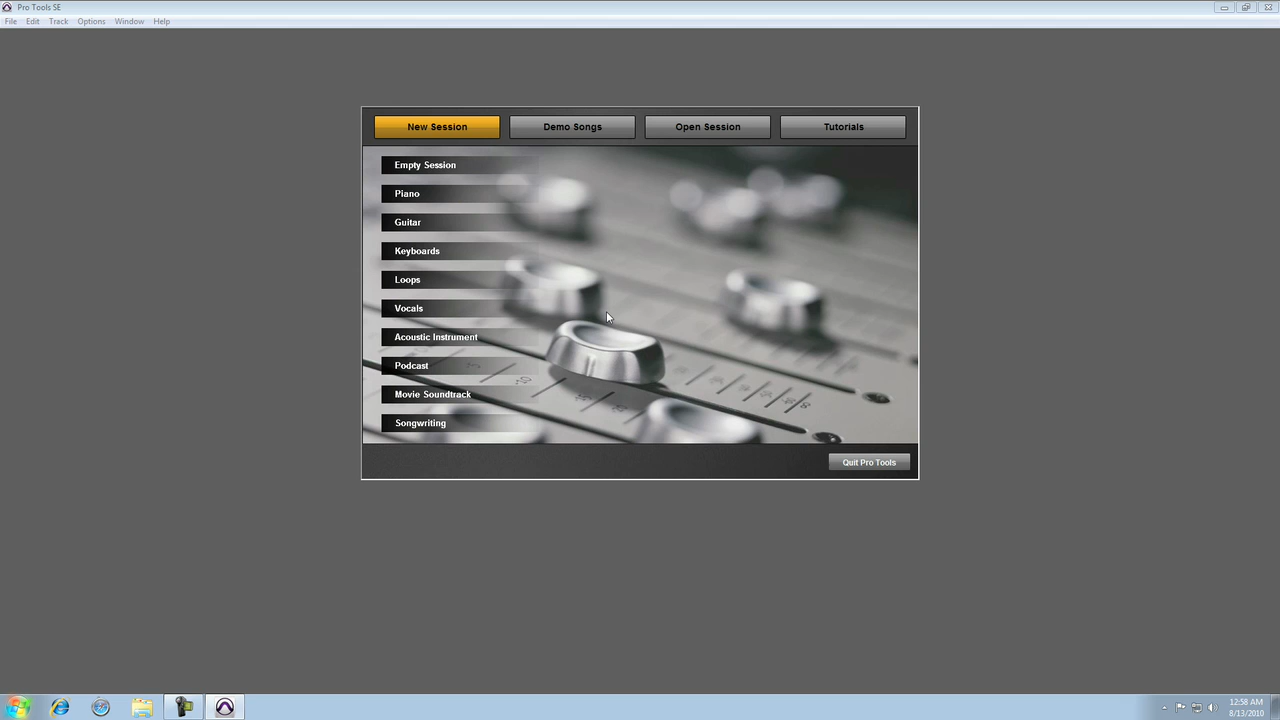 Pro Tools SE
File Edit Track Options Window Help
New Session Demo Songs Open Session Tutorials
Empty Session
Piano
Guitar
Keyboards
Loops
Vocals
Acoustic Instrument
Podcast
Movie Soundtrack
Songwriting
Quit Pro Tools
12:58 AM
8/13/2010